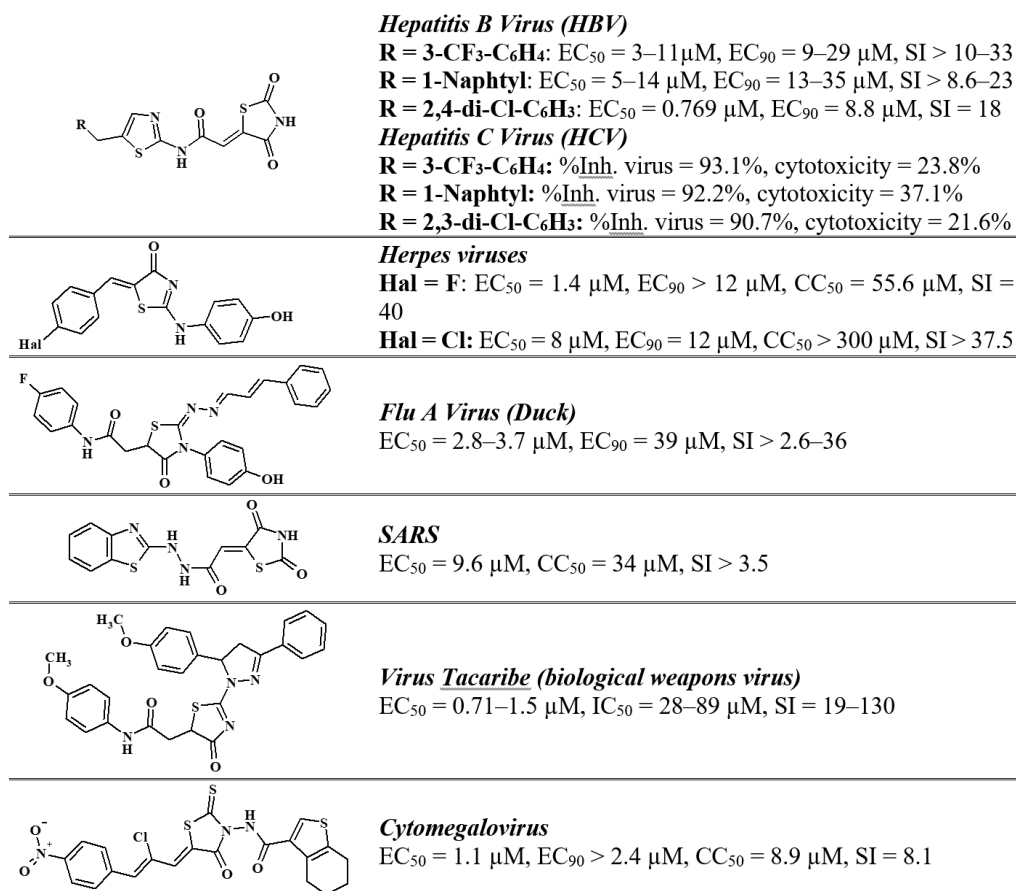 R
N
S
N
H
O
S
O
NH
O
Hepatitis B Virus (HBV)
R = 3-CF₃-C₆H₄: EC₅₀ = 3–11µM, EC₉₀ = 9–29 µM, SI > 10–33
R = 1-Naphtyl: EC₅₀ = 5–14 µM, EC₉₀ = 13–35 µM, SI > 8.6–23
R = 2,4-di-Cl-C₆H₃: EC₅₀ = 0.769 µM, EC₉₀ = 8.8 µM, SI = 18
Hepatitis C Virus (HCV)
R = 3-CF₃-C₆H₄: %Inh. virus = 93.1%, cytotoxicity = 23.8%
R = 1-Naphtyl: %Inh. virus = 92.2%, cytotoxicity = 37.1%
R = 2,3-di-Cl-C₆H₃: %Inh. virus = 90.7%, cytotoxicity = 21.6%
O
N
S
N
H
OH
Hal
Herpes viruses
Hal = F: EC₅₀ = 1.4 µM, EC₉₀ > 12 µM, CC₅₀ = 55.6 µM, SI =
40
Hal = Cl: EC₅₀ = 8 µM, EC₉₀ = 12 µM, CC₅₀ > 300 µM, SI > 37.5
F
N
H
O
S
N
N
N
O
OH
Flu A Virus (Duck)
EC₅₀ = 2.8–3.7 µM, EC₉₀ = 39 µM, SI > 2.6–36
N
S
H
N
N
H
O
O
NH
S
O
SARS
EC₅₀ = 9.6 µM, CC₅₀ = 34 µM, SI > 3.5
H₃C
O
CH₃
O
N
N
S
N
O
N
H
O
Virus Tacaribe (biological weapons virus)
EC₅₀ = 0.71–1.5 µM, IC₅₀ = 28–89 µM, SI = 19–130
O⁻
N⁺
O
Cl
S
S
N
O
H
N
O
S
Cytomegalovirus
EC₅₀ = 1.1 µM, EC₉₀ > 2.4 µM, CC₅₀ = 8.9 µM, SI = 8.1